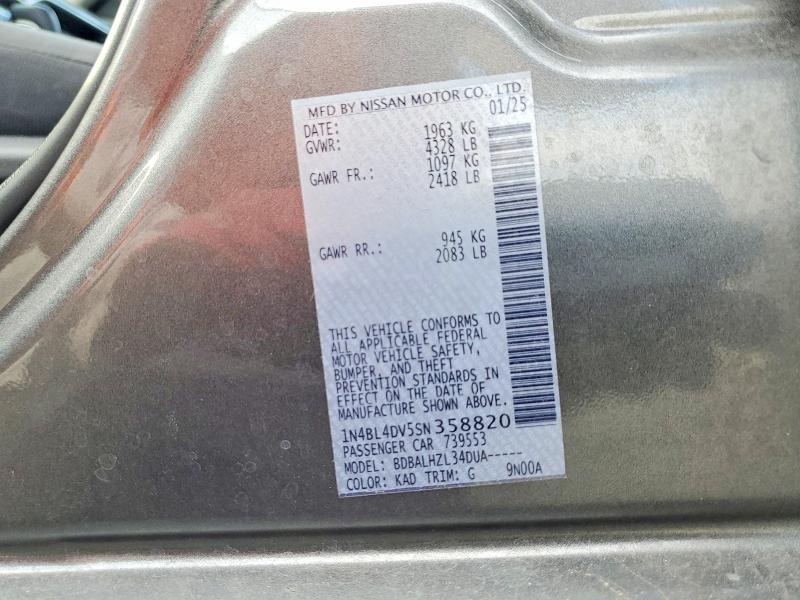 MFD BY NISSAN MOTOR CO., LTD.
DATE: 01/25
GVWR: 1963 KG
4328 LB
GAWR FR.: 1097 KG
2418 LB
GAWR RR.: 945 KG
2083 LB
THIS VEHICLE CONFORMS TO
ALL APPLICABLE FEDERAL
MOTOR VEHICLE SAFETY,
BUMPER, AND THEFT
PREVENTION STANDARDS IN
EFFECT ON THE DATE OF
MANUFACTURE SHOWN ABOVE.
1N4BL4DV5SN358820
PASSENGER CAR 739553
MODEL: BDBALHZL34DUA-----
COLOR: KAD TRIM: G 9N00A